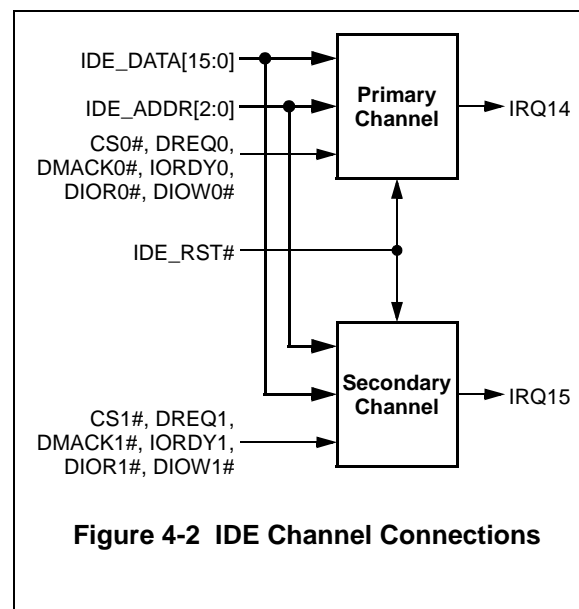 IDE_DATA[15:0]
IDE_ADDR[2:0]
CS0#, DREQ0,
DMACK0#, IORDY0,
DIOR0#, DIOW0#
Primary
Channel
IRQ14
IDE_RST#
CS1#, DREQ1,
DMACK1#, IORDY1,
DIOR1#, DIOW1#
Secondary
Channel
IRQ15
Figure 4-2 IDE Channel Connections